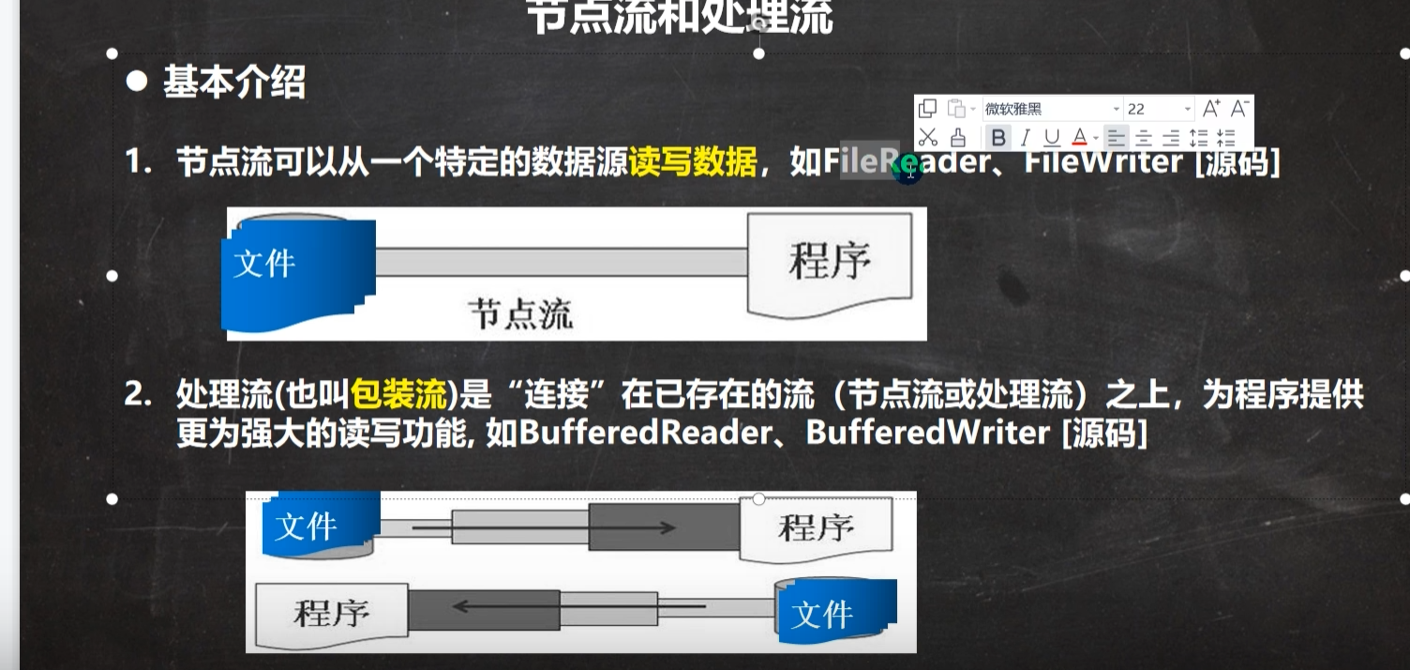 节点流和处理流
● 基本介绍
微软雅黑 22 A+ A-
B I U A
1. 节点流可以从一个特定的数据源读写数据，如FileReader、FileWriter [源码]
文件 程序
节点流
2. 处理流(也叫包装流)是“连接”在已存在的流（节点流或处理流）之上，为程序提供
更为强大的读写功能, 如BufferedReader、BufferedWriter [源码]
文件 程序
程序 文件